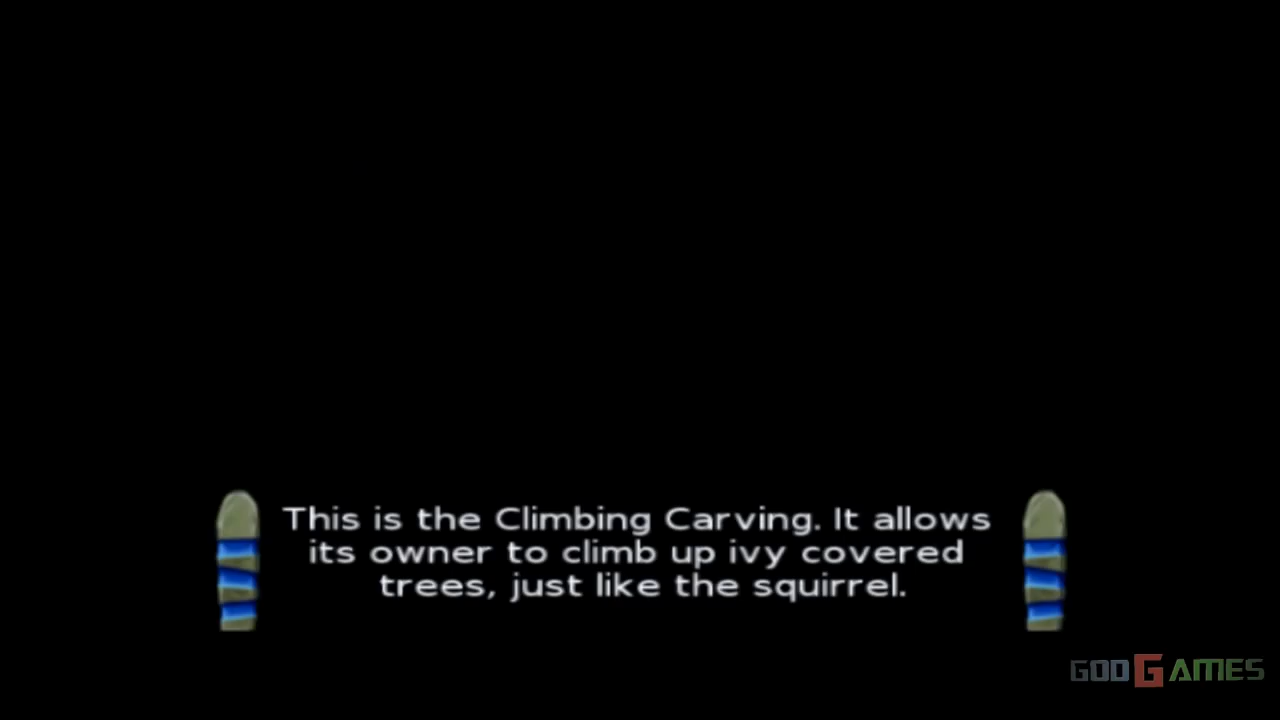 This is the Climbing Carving. It allows
its owner to climb up ivy covered
trees, just like the squirrel.
GODGAMES